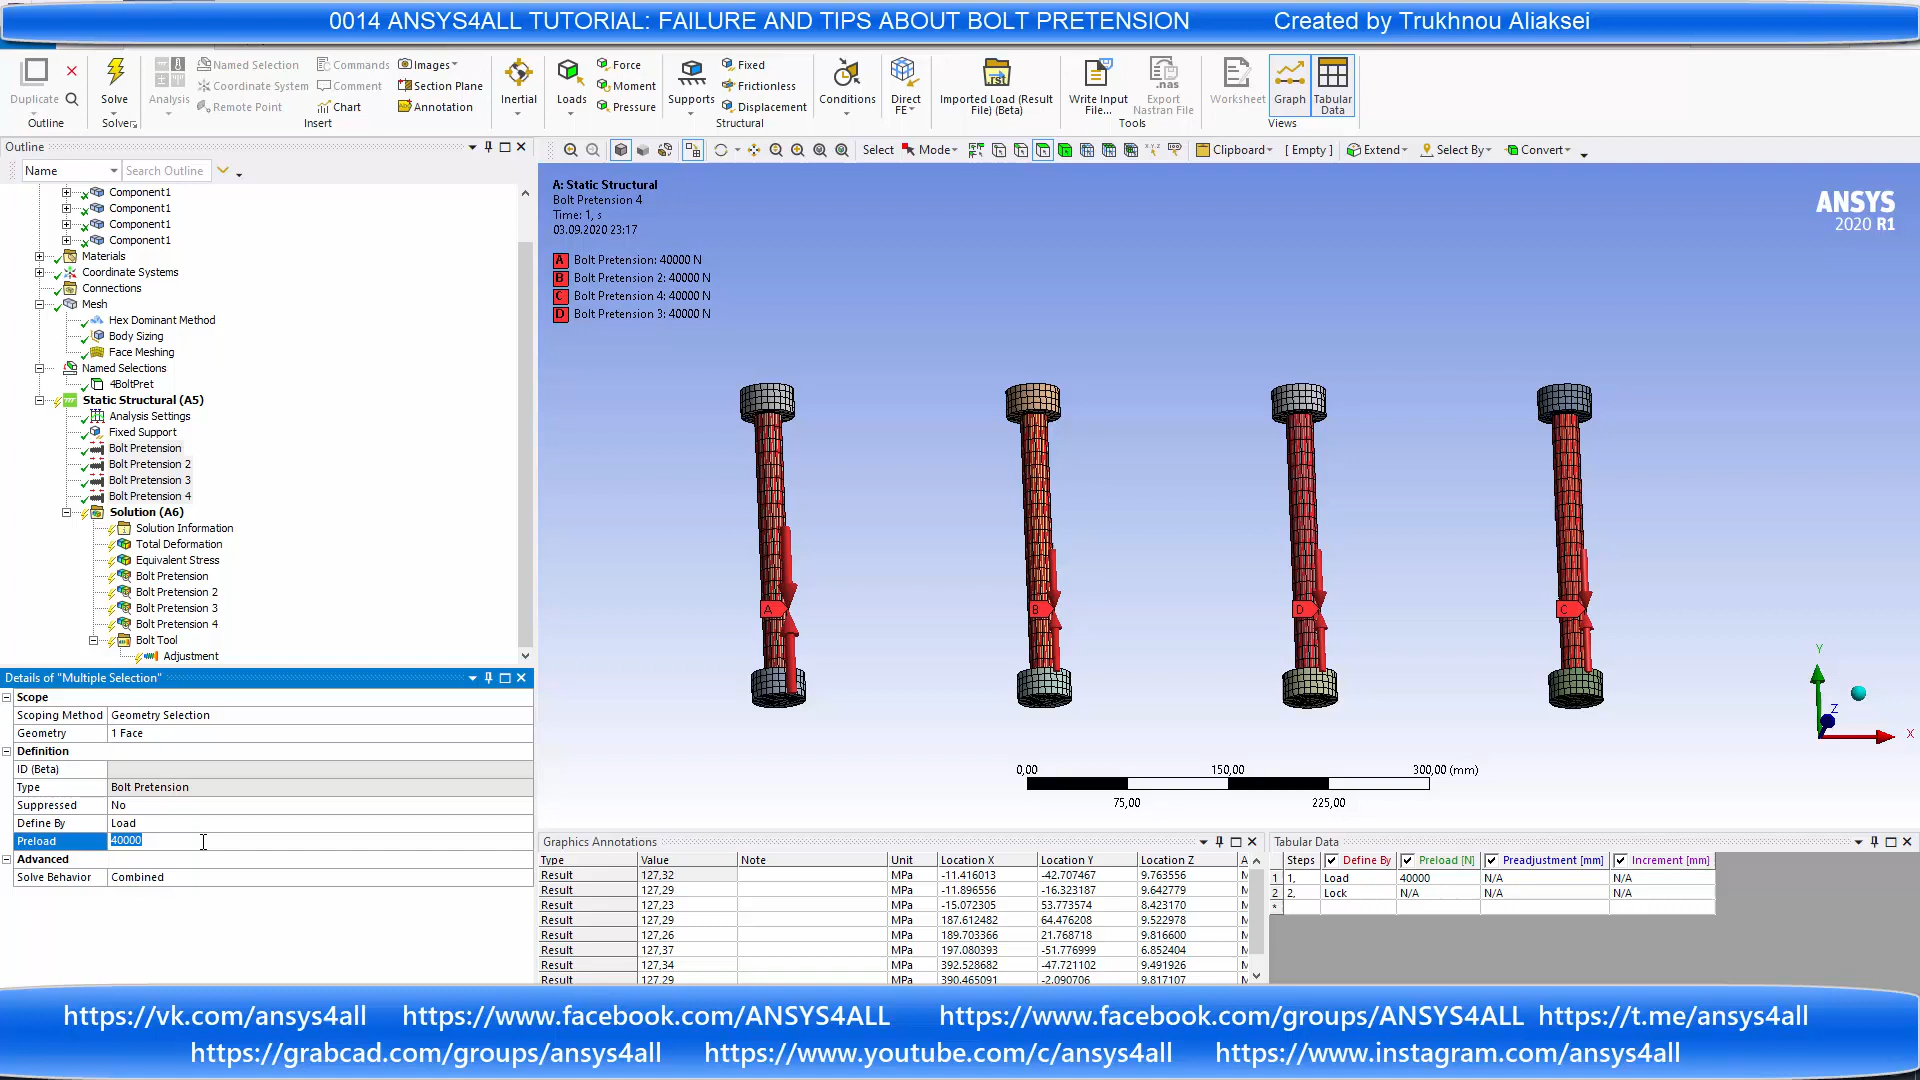 0014 ANSYS4ALL TUTORIAL: FAILURE AND TIPS ABOUT BOLT PRETENSION Created by Trukhnou Aliaksei
Duplicate
Outline
Solve
Solver
Analysis
Named Selection
Coordinate System
Remote Point
Commands
Comment
Chart
Images
Section Plane
Annotation
Insert
Inertial
Loads
Force
Moment
Pressure
Supports
Fixed
Frictionless
Displacement
Structural
Conditions
Direct FE
Imported Load (Result File) (Beta)
Write Input File...
Export Nastran File
Tools
Worksheet
Graph
Tabular Data
Views
Outline
Name Search Outline
Select Mode Clipboard [ Empty ] Extend Select By Convert
Component1
Component1
Component1
Component1
Materials
Coordinate Systems
Connections
Mesh
Hex Dominant Method
Body Sizing
Face Meshing
Named Selections
4BoltPret
Static Structural (A5)
Analysis Settings
Fixed Support
Bolt Pretension
Bolt Pretension 2
Bolt Pretension 3
Bolt Pretension 4
Solution (A6)
Solution Information
Total Deformation
Equivalent Stress
Bolt Pretension
Bolt Pretension 2
Bolt Pretension 3
Bolt Pretension 4
Bolt Tool
Adjustment
A: Static Structural
Bolt Pretension 4
Time: 1, s
03.09.2020 23:17
A Bolt Pretension: 40000 N
B Bolt Pretension 2: 40000 N
C Bolt Pretension 4: 40000 N
D Bolt Pretension 3: 40000 N
ANSYS
2020 R1
A B D C
Y
Z
X
0,00 150,00 300,00 (mm)
75,00 225,00
Details of "Multiple Selection"
Scope
Scoping Method Geometry Selection
Geometry 1 Face
Definition
ID (Beta)
Type Bolt Pretension
Suppressed No
Define By Load
Preload 40000
Advanced
Solve Behavior Combined
Graphics Annotations
Type Value Note Unit Location X Location Y Location Z A
Result 127,32 MPa -11.416013 -42.707467 9.763556
Result 127,29 MPa -11.896556 -16.323187 9.642779
Result 127,23 MPa -15.072305 53.773574 8.423170
Result 127,29 MPa 187.612482 64.476208 9.522978
Result 127,26 MPa 189.703366 21.768718 9.816600
Result 127,37 MPa 197.080393 -51.776999 6.852404
Result 127,34 MPa 392.528682 -47.721102 9.491926
Result 127,29 MPa 390.465091 -2.090706 9.817107
Tabular Data
Steps Define By Preload [N] Preadjustment [mm] Increment [mm]
1 1, Load 40000 N/A N/A
2 2, Lock N/A N/A N/A
*
https://vk.com/ansys4all https://www.facebook.com/ANSYS4ALL https://www.facebook.com/groups/ANSYS4ALL https://t.me/ansys4all
https://grabcad.com/groups/ansys4all https://www.youtube.com/c/ansys4all https://www.instagram.com/ansys4all